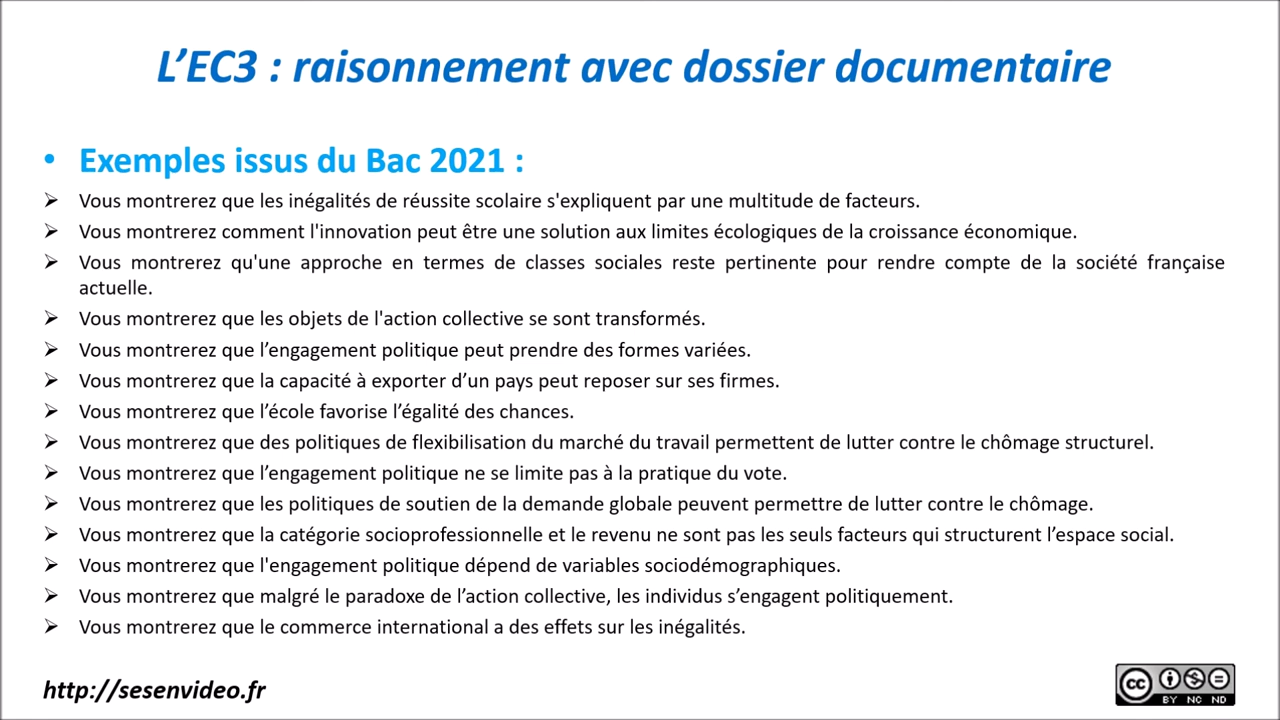 L’EC3 : raisonnement avec dossier documentaire
• Exemples issus du Bac 2021 :
➢ Vous montrerez que les inégalités de réussite scolaire s'expliquent par une multitude de facteurs.
➢ Vous montrerez comment l'innovation peut être une solution aux limites écologiques de la croissance économique.
➢ Vous montrerez qu'une approche en termes de classes sociales reste pertinente pour rendre compte de la société française
actuelle.
➢ Vous montrerez que les objets de l'action collective se sont transformés.
➢ Vous montrerez que l’engagement politique peut prendre des formes variées.
➢ Vous montrerez que la capacité à exporter d’un pays peut reposer sur ses firmes.
➢ Vous montrerez que l’école favorise l’égalité des chances.
➢ Vous montrerez que des politiques de flexibilisation du marché du travail permettent de lutter contre le chômage structurel.
➢ Vous montrerez que l’engagement politique ne se limite pas à la pratique du vote.
➢ Vous montrerez que les politiques de soutien de la demande globale peuvent permettre de lutter contre le chômage.
➢ Vous montrerez que la catégorie socioprofessionnelle et le revenu ne sont pas les seuls facteurs qui structurent l’espace social.
➢ Vous montrerez que l'engagement politique dépend de variables sociodémographiques.
➢ Vous montrerez que malgré le paradoxe de l’action collective, les individus s’engagent politiquement.
➢ Vous montrerez que le commerce international a des effets sur les inégalités.
http://sesenvideo.fr
cc
BY NC ND